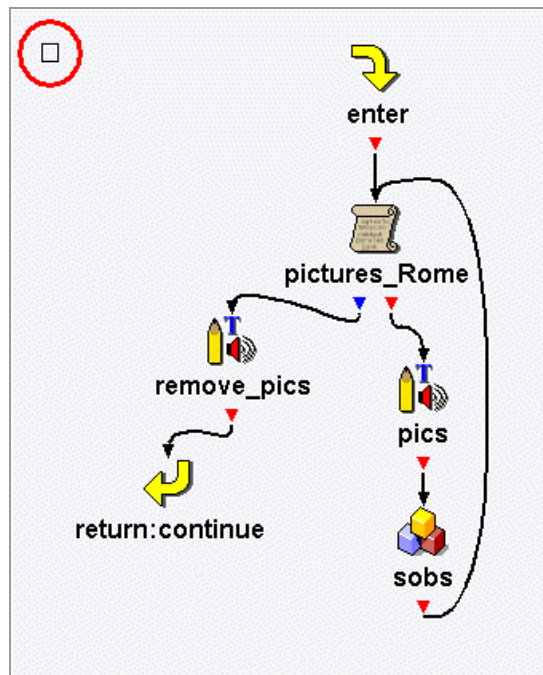 enter
pictures_Rome
T
remove_pics
T
pics
return:continue
sobs